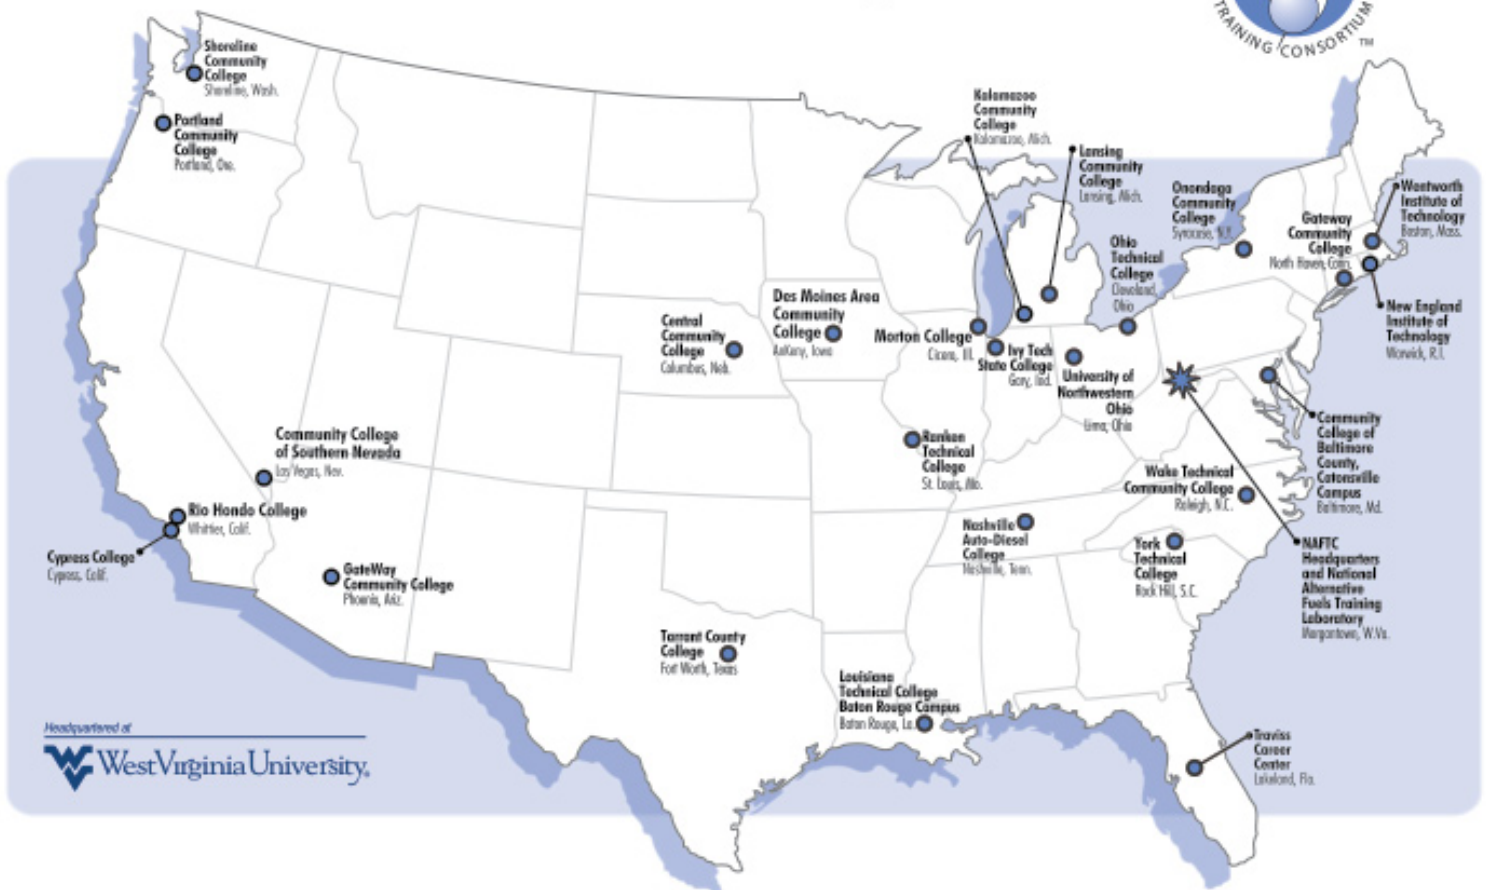 TRAINING CONSORTIUM
TM
Shoreline
Community
College
Shoreline, Wash.
Portland
Community
College
Portland, Ore.
Kalamazoo
Community
College
Kalamazoo, Mich.
Lansing
Community
College
Lansing, Mich.
Onondaga
Community
College
Syracuse, N.Y.
Wentworth
Institute of
Technology
Boston, Mass.
Gateway
Community
College
North Haven, Conn.
Ohio
Technical
College
Cleveland,
Ohio
New England
Institute of
Technology
Warwick, R.I.
Des Moines Area
Community
College
AnKeny, Iowa
Central
Community
College
Columbus, Neb.
Morton College
Cicero, Ill.
Ivy Tech
State College
Gary, Ind.
University of
Northwestern
Ohio
Lima, Ohio
Community
College of
Baltimore
County,
Catonsville
Campus
Baltimore, Md.
Community College
of Southern Nevada
Las Vegas, Nev.
Ranken
Technical
College
St. Louis, Mo.
Wake Technical
Community College
Raleigh, N.C.
Rio Hondo College
Whittier, Calif.
Cypress College
Cypress, Calif.
GateWay
Community College
Phoenix, Ariz.
Nashville
Auto-Diesel
College
Nashville, Tenn.
York
Technical
College
Rock Hill, S.C.
NAFTC
Headquarters
and National
Alternative
Fuels Training
Laboratory
Morgantown, W.Va.
Tarrant County
College
Fort Worth, Texas
Louisiana
Technical College
Baton Rouge Campus
Baton Rouge, La.
Traviss
Career
Center
Lakeland, Fla.
Headquartered at
West Virginia University.